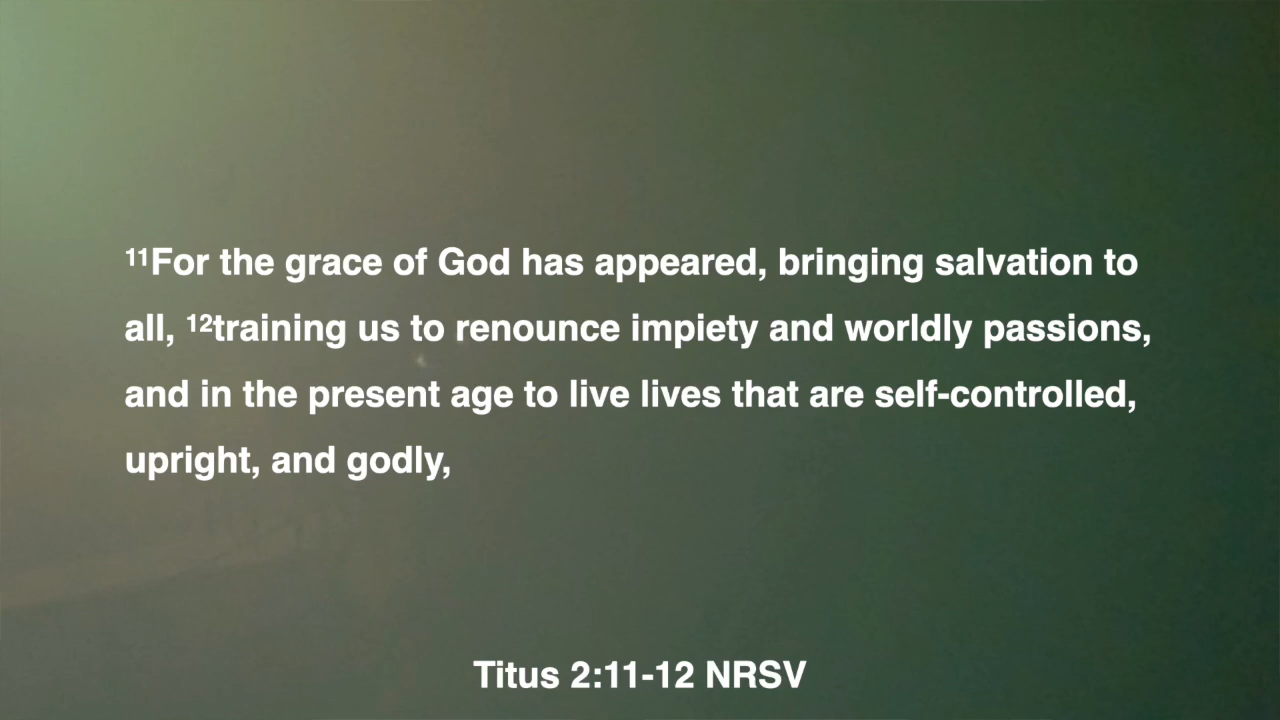 ¹¹For the grace of God has appeared, bringing salvation to
all, ¹²training us to renounce impiety and worldly passions,
and in the present age to live lives that are self-controlled,
upright, and godly,
Titus 2:11-12 NRSV